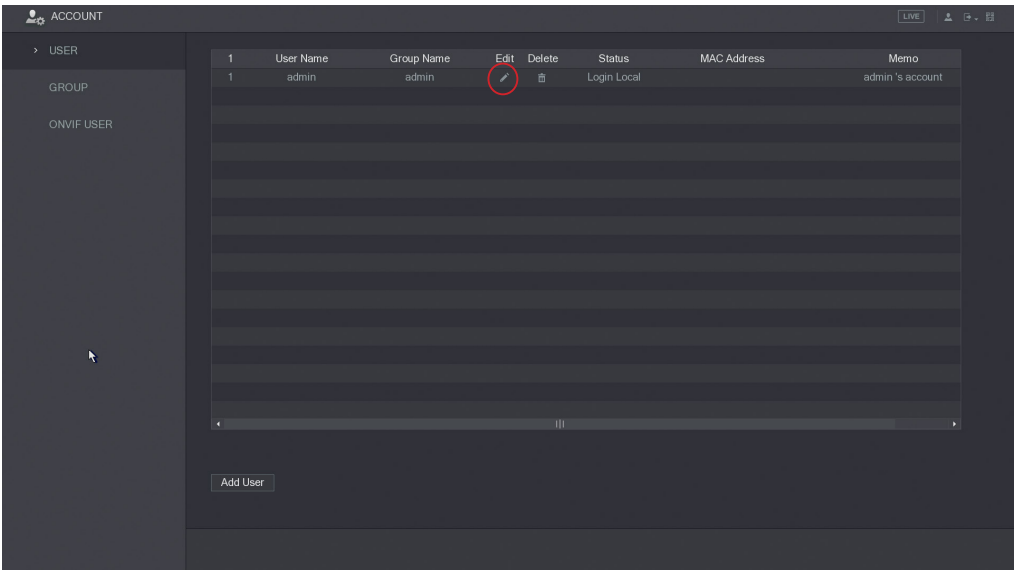 ACCOUNT
LIVE
USER
GROUP
ONVIF USER
1 User Name Group Name Edit Delete Status MAC Address Memo
1 admin admin Login Local admin 's account
Add User